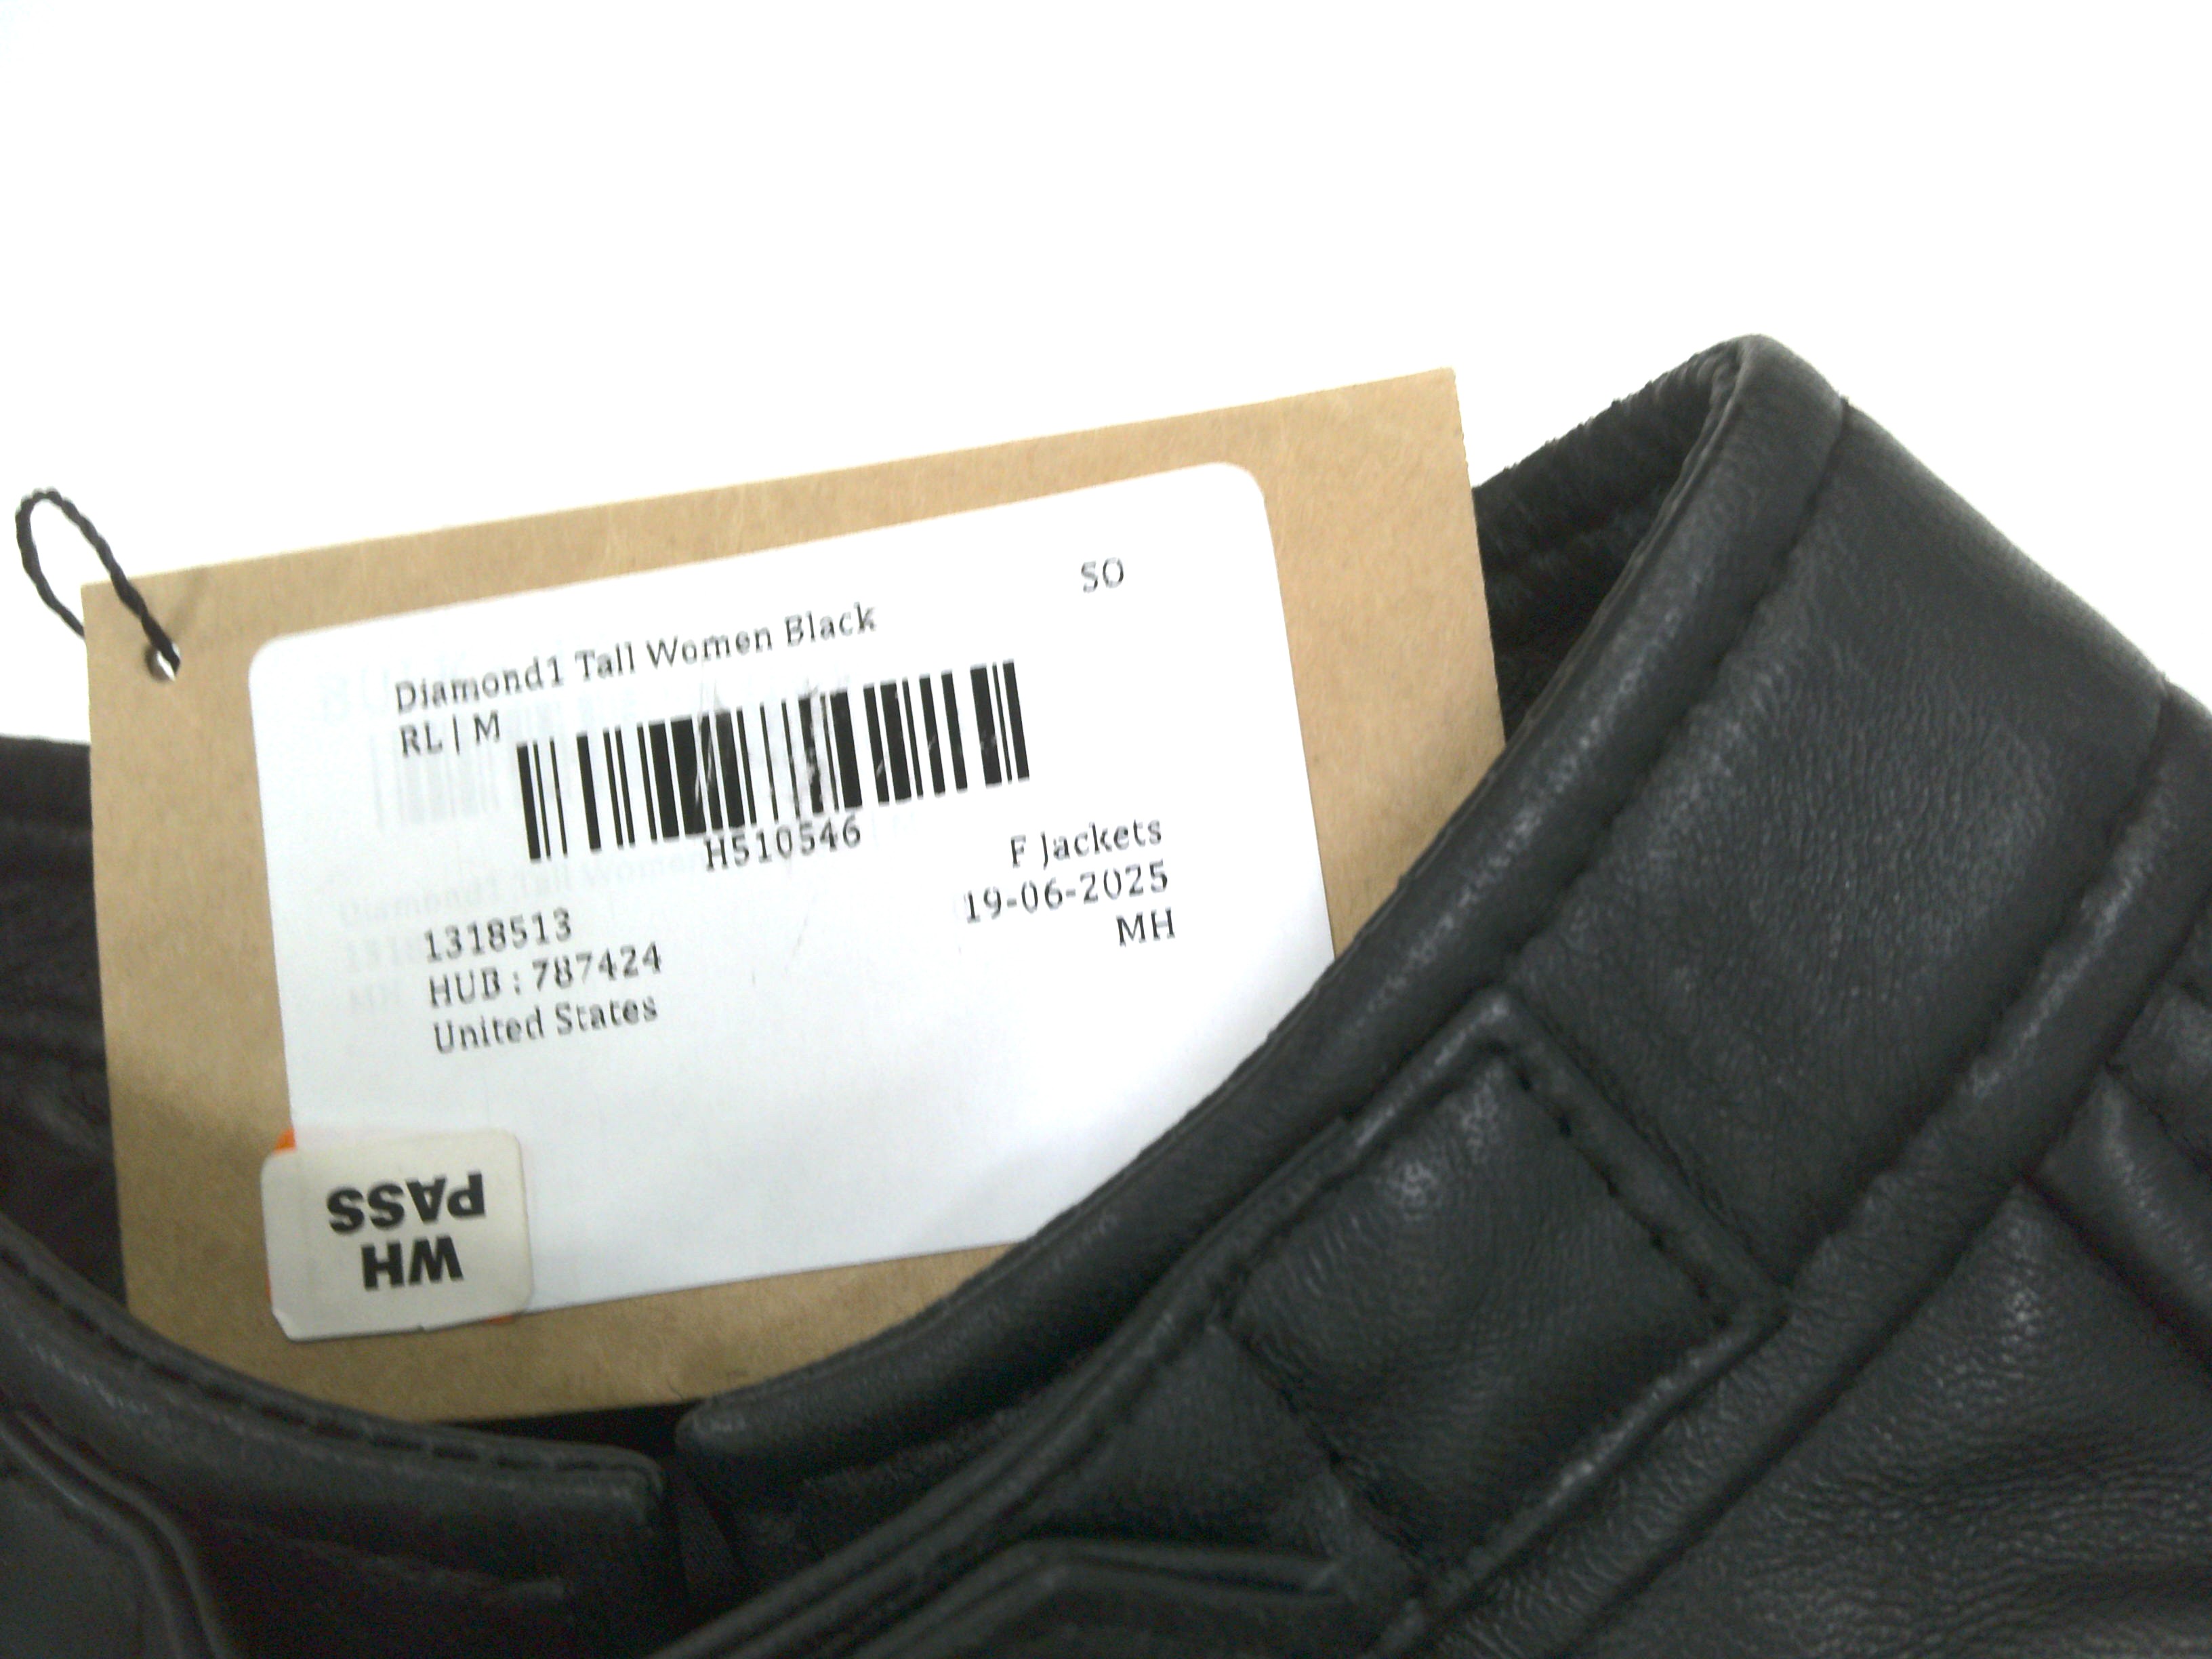 SO
Diamond1 Tall Women Black
RL | M
H510546
F Jackets
19-06-2025
MH
1318513
HUB : 787424
United States
WH
PASS